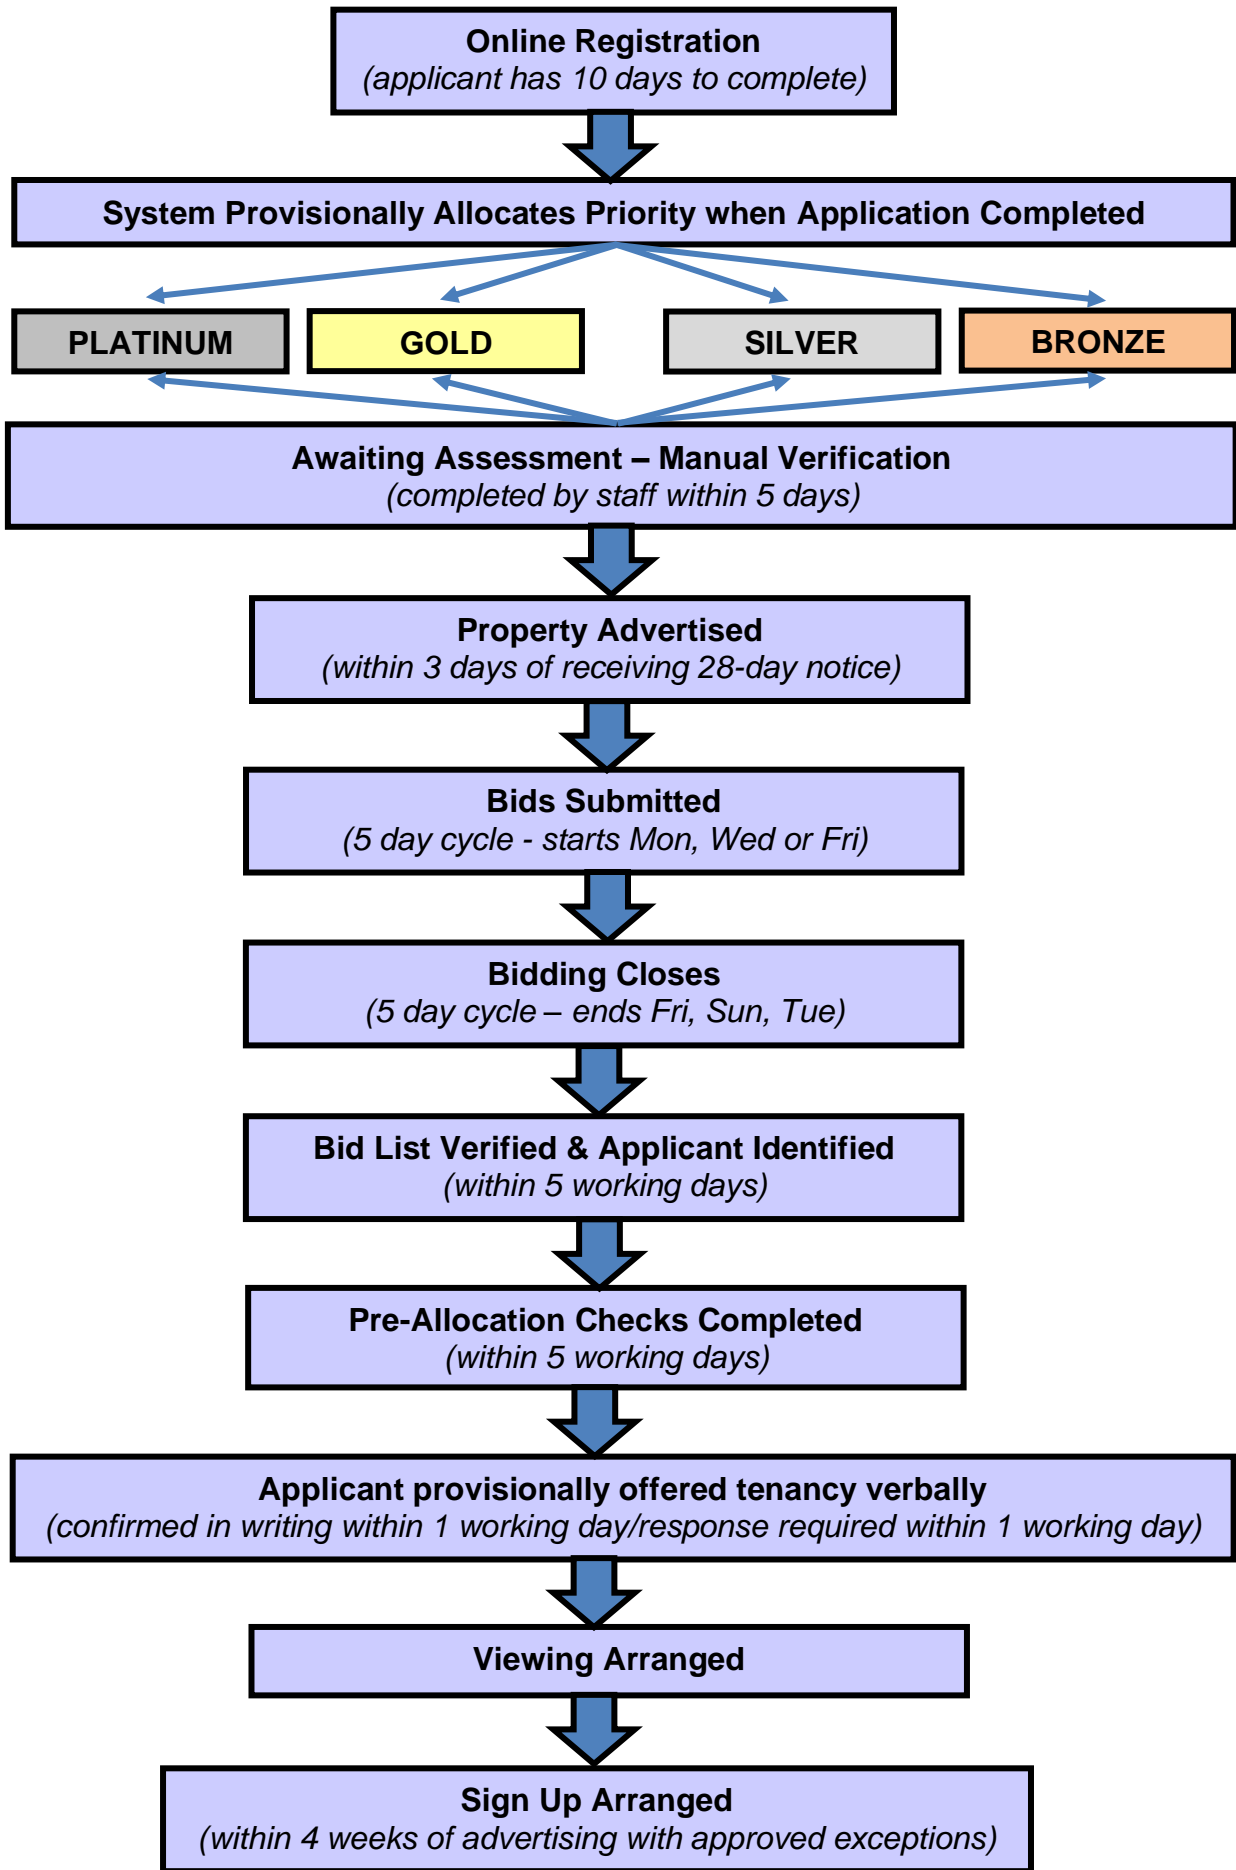 Online Registration
(applicant has 10 days to complete)
System Provisionally Allocates Priority when Application Completed
PLATINUM
GOLD
SILVER
BRONZE
Awaiting Assessment – Manual Verification
(completed by staff within 5 days)
Property Advertised
(within 3 days of receiving 28-day notice)
Bids Submitted
(5 day cycle - starts Mon, Wed or Fri)
Bidding Closes
(5 day cycle – ends Fri, Sun, Tue)
Bid List Verified & Applicant Identified
(within 5 working days)
Pre-Allocation Checks Completed
(within 5 working days)
Applicant provisionally offered tenancy verbally
(confirmed in writing within 1 working day/response required within 1 working day)
Viewing Arranged
Sign Up Arranged
(within 4 weeks of advertising with approved exceptions)